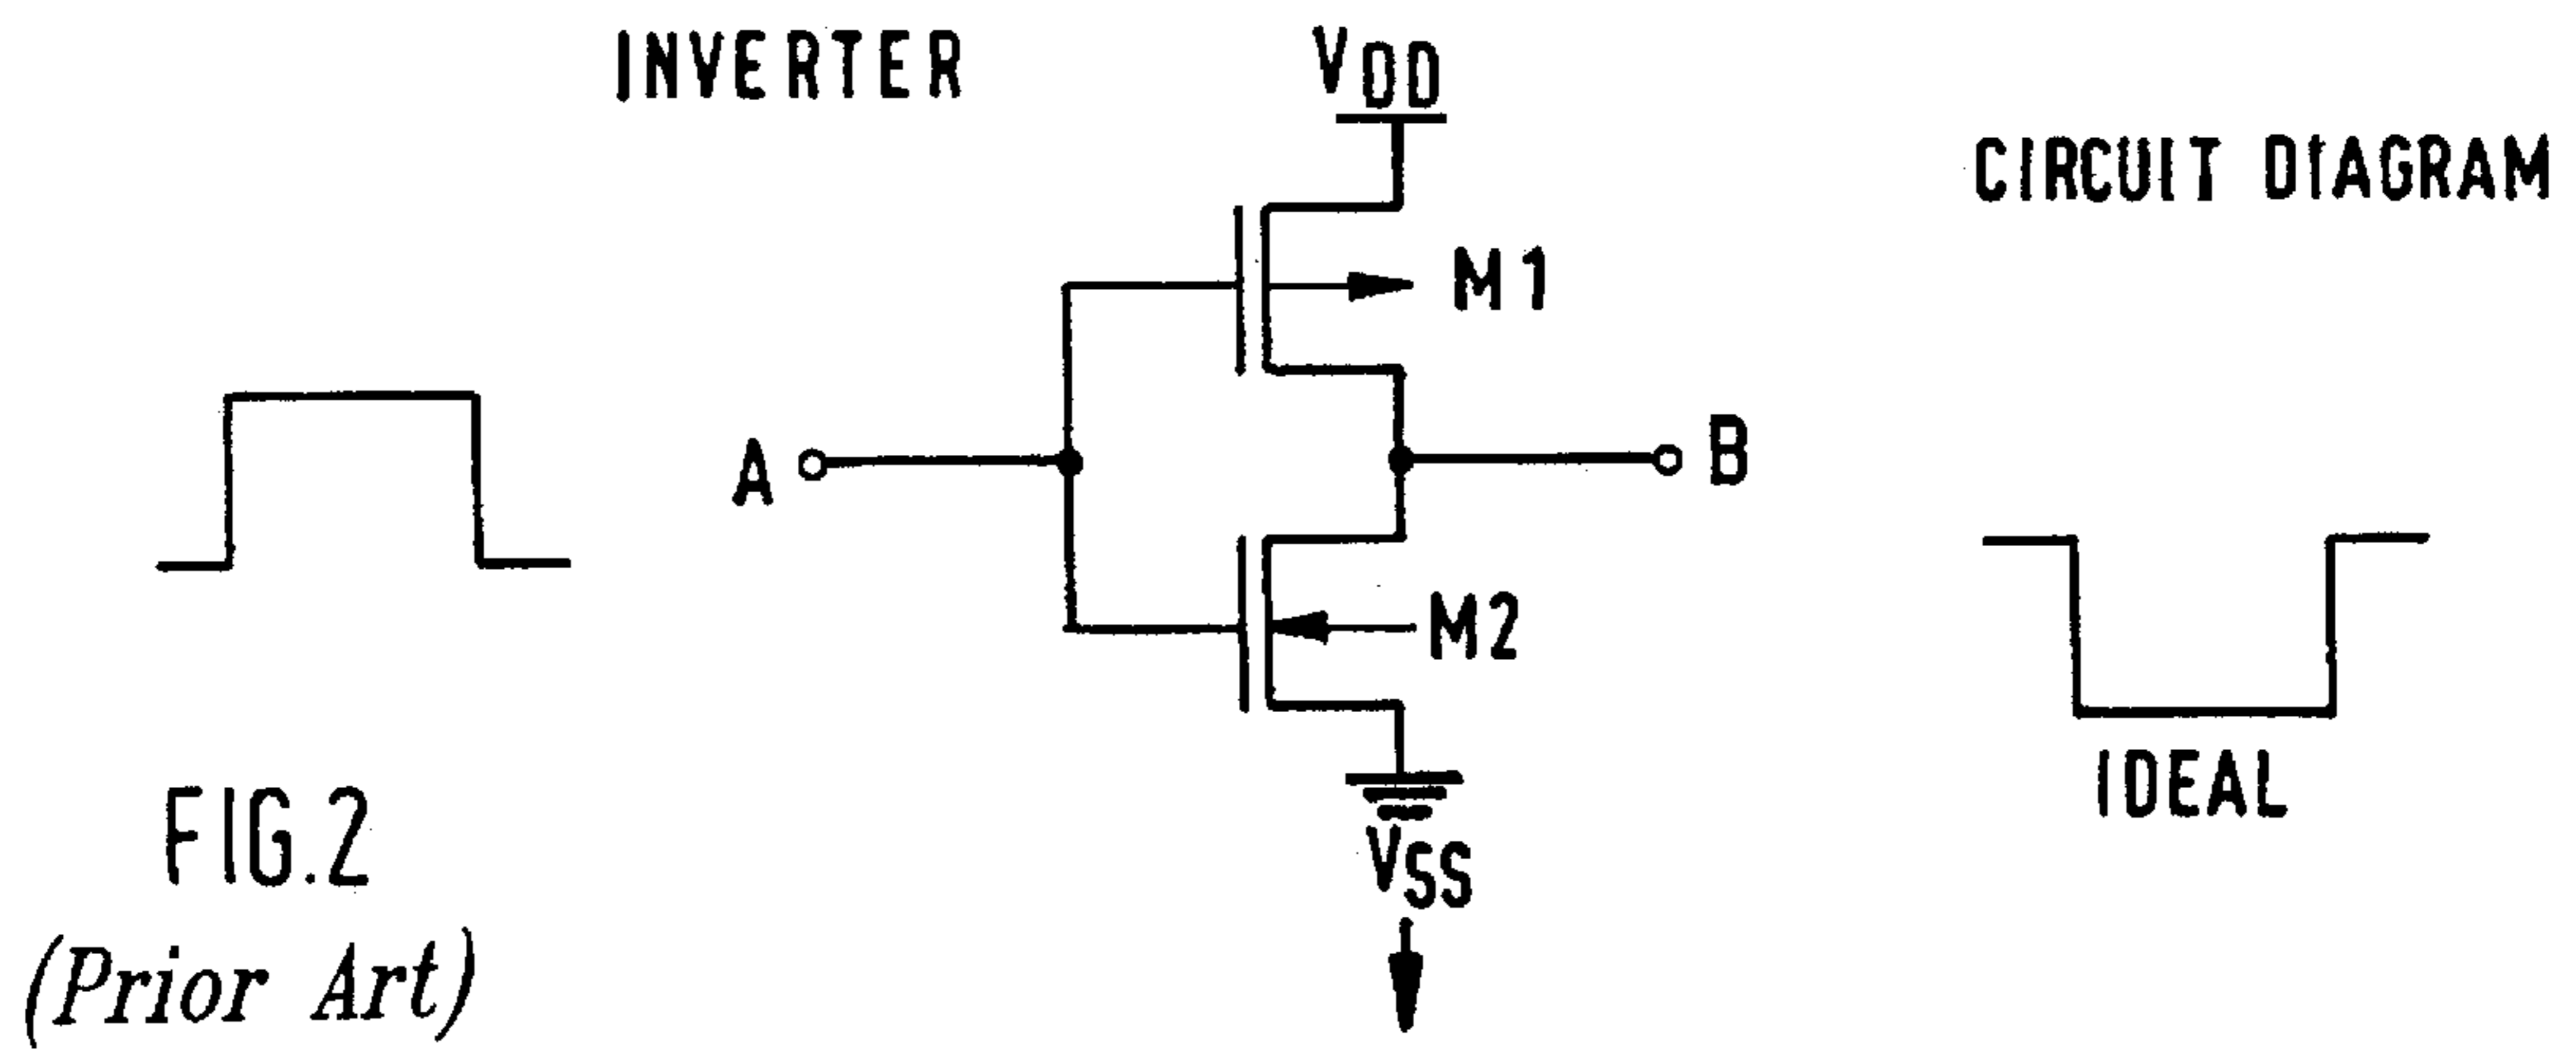 INVERTER
VDD
CIRCUIT DIAGRAM
M1
A
B
M2
IDEAL
FIG.2
VSS
(Prior Art)